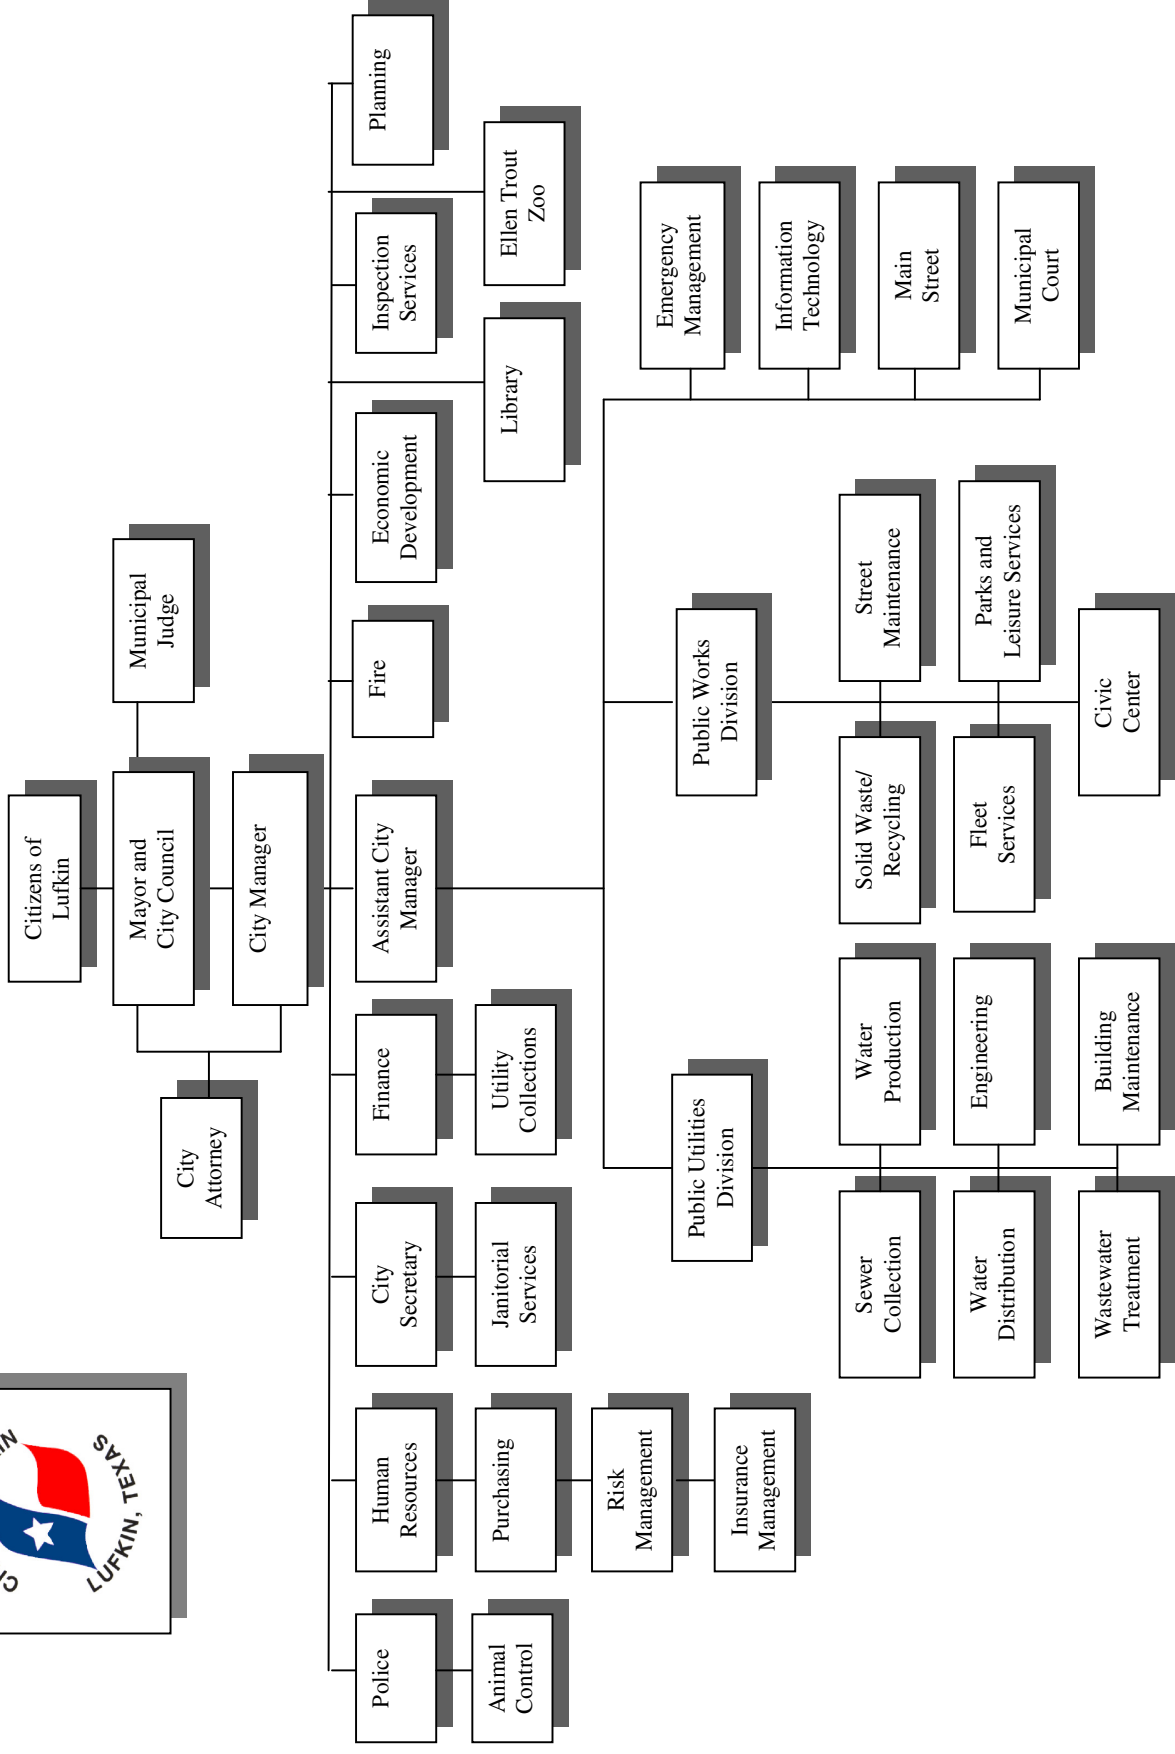 LUFKIN, TEXAS
Citizens of
Lufkin
Mayor and
City Council
Municipal
Judge
City
Attorney
City Manager
Police
Human
Resources
City
Secretary
Finance
Assistant City
Manager
Fire
Economic
Development
Inspection
Services
Planning
Animal
Control
Purchasing
Janitorial
Services
Utility
Collections
Library
Ellen Trout
Zoo
Risk
Management
Insurance
Management
Public Utilities
Division
Public Works
Division
Emergency
Management
Information
Technology
Main
Street
Municipal
Court
Sewer
Collection
Water
Production
Solid Waste/
Recycling
Street
Maintenance
Water
Distribution
Engineering
Fleet
Services
Parks and
Leisure Services
Wastewater
Treatment
Building
Maintenance
Civic
Center